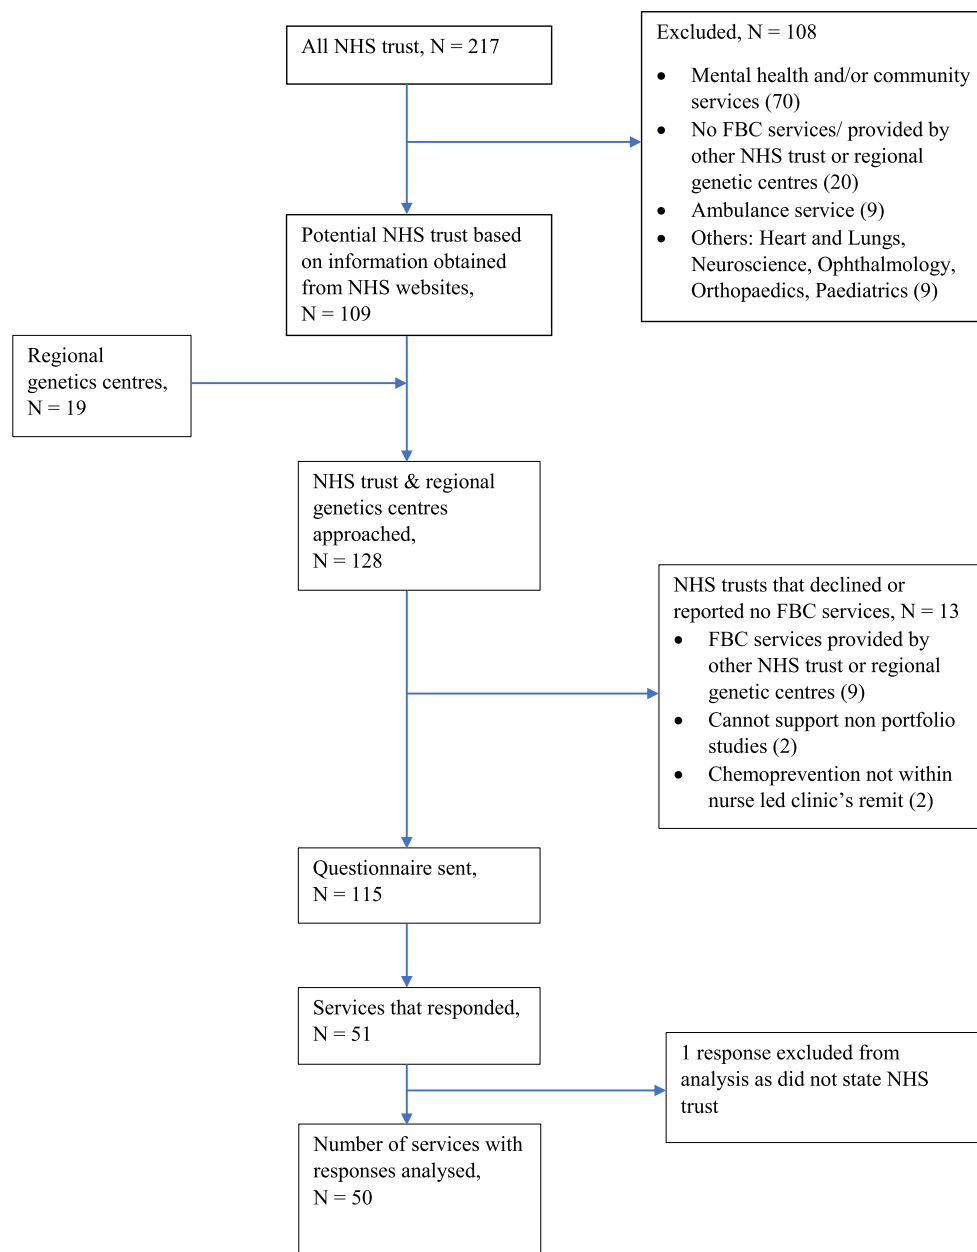 All NHS trust, N = 217
Excluded, N = 108
• Mental health and/or community
services (70)
• No FBC services/ provided by
other NHS trust or regional
genetic centres (20)
• Ambulance service (9)
• Others: Heart and Lungs,
Neuroscience, Ophthalmology,
Orthopaedics, Paediatrics (9)
Potential NHS trust based
on information obtained
from NHS websites,
N = 109
Regional
genetics centres,
N = 19
NHS trust & regional
genetics centres
approached,
N = 128
NHS trusts that declined or
reported no FBC services, N = 13
• FBC services provided by
other NHS trust or regional
genetic centres (9)
• Cannot support non portfolio
studies (2)
• Chemoprevention not within
nurse led clinic’s remit (2)
Questionnaire sent,
N = 115
Services that responded,
N = 51
1 response excluded from
analysis as did not state NHS
trust
Number of services with
responses analysed,
N = 50